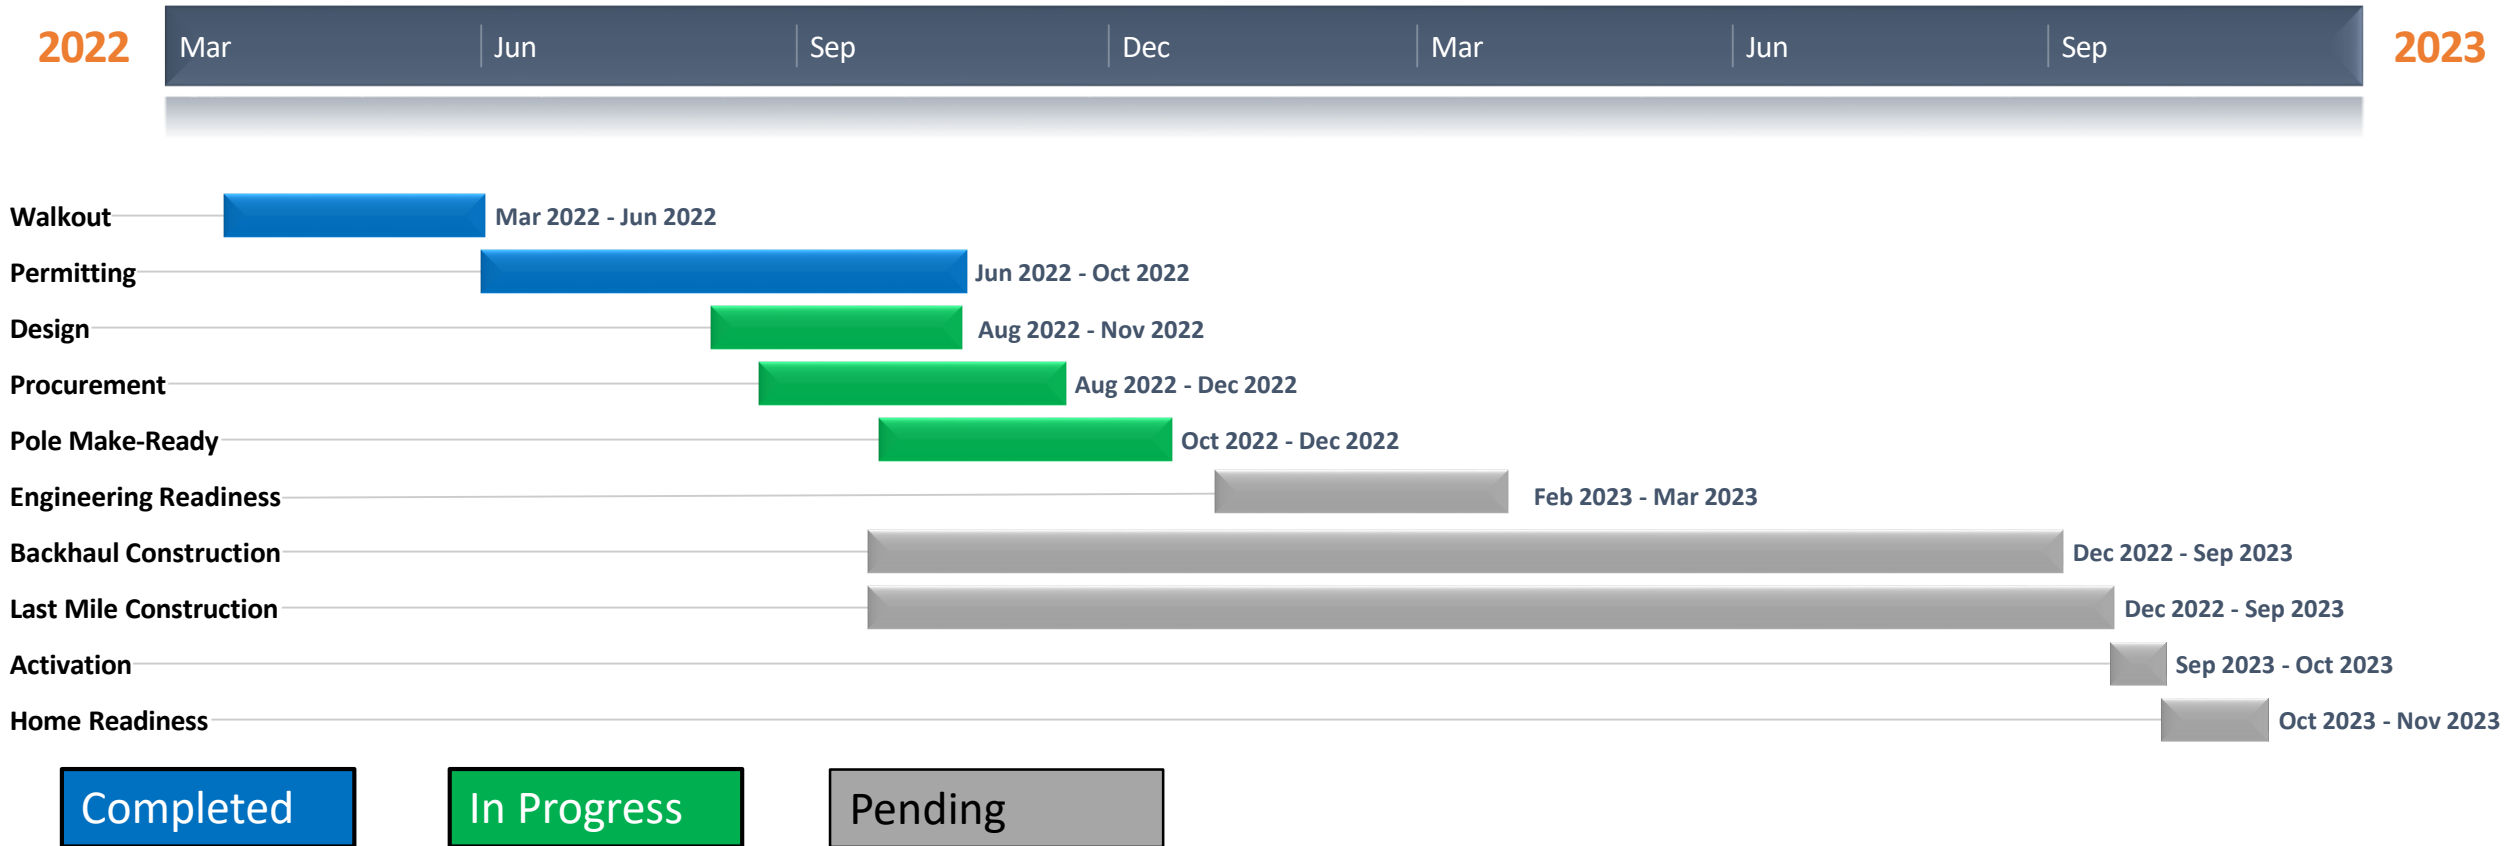 2022 Mar Jun Sep Dec Mar Jun Sep 2023
Walkout Mar 2022 - Jun 2022
Permitting Jun 2022 - Oct 2022
Design Aug 2022 - Nov 2022
Procurement Aug 2022 - Dec 2022
Pole Make-Ready Oct 2022 - Dec 2022
Engineering Readiness Feb 2023 - Mar 2023
Backhaul Construction Dec 2022 - Sep 2023
Last Mile Construction Dec 2022 - Sep 2023
Activation Sep 2023 - Oct 2023
Home Readiness Oct 2023 - Nov 2023
Completed In Progress Pending